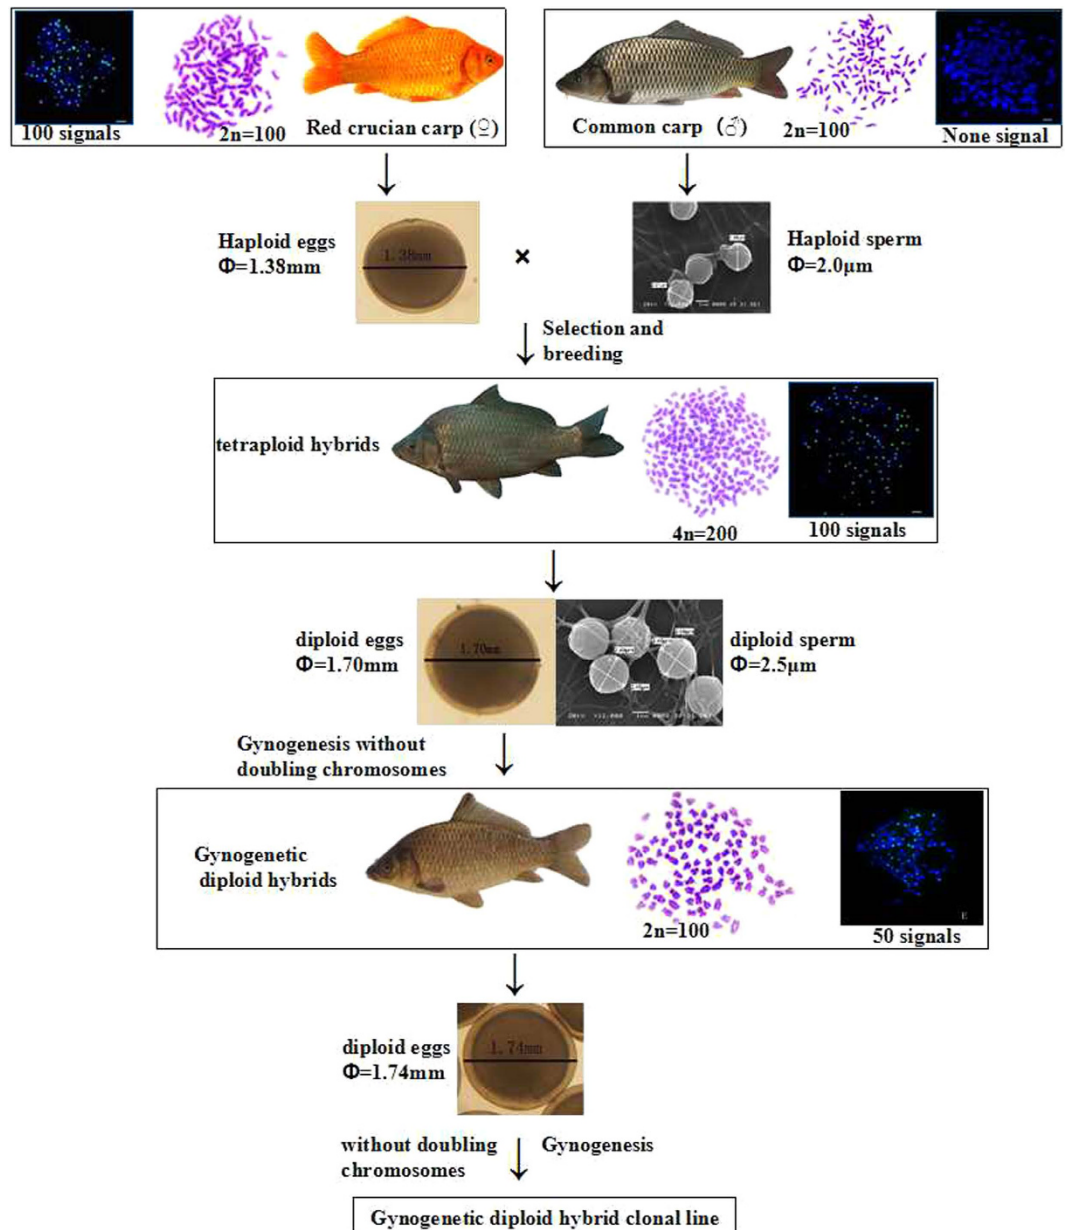 100 signals
2n=100
Red crucian carp (♀)
Common carp (♂)
2n=100
None signal
Haploid eggs
Φ=1.38mm
1.38mm
×
Haploid sperm
Φ=2.0μm
Selection and
breeding
tetraploid hybrids
4n=200
100 signals
diploid eggs
Φ=1.70mm
1.70mm
diploid sperm
Φ=2.5μm
Gynogenesis without
doubling chromosomes
Gynogenetic
diploid hybrids
2n=100
E
50 signals
diploid eggs
Φ=1.74mm
1.74mm
without doubling
chromosomes
Gynogenesis
Gynogenetic diploid hybrid clonal line